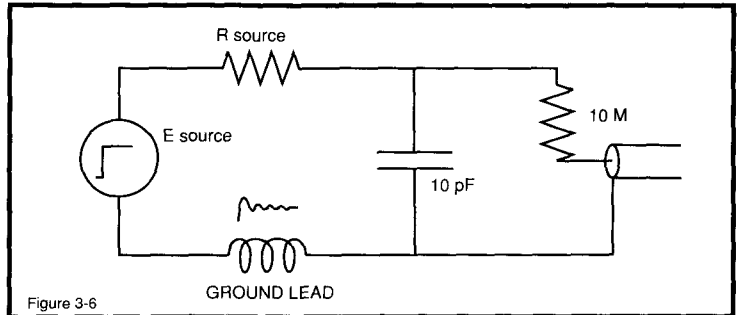 R source
E source
10 M
10 pF
GROUND LEAD
Figure 3-6